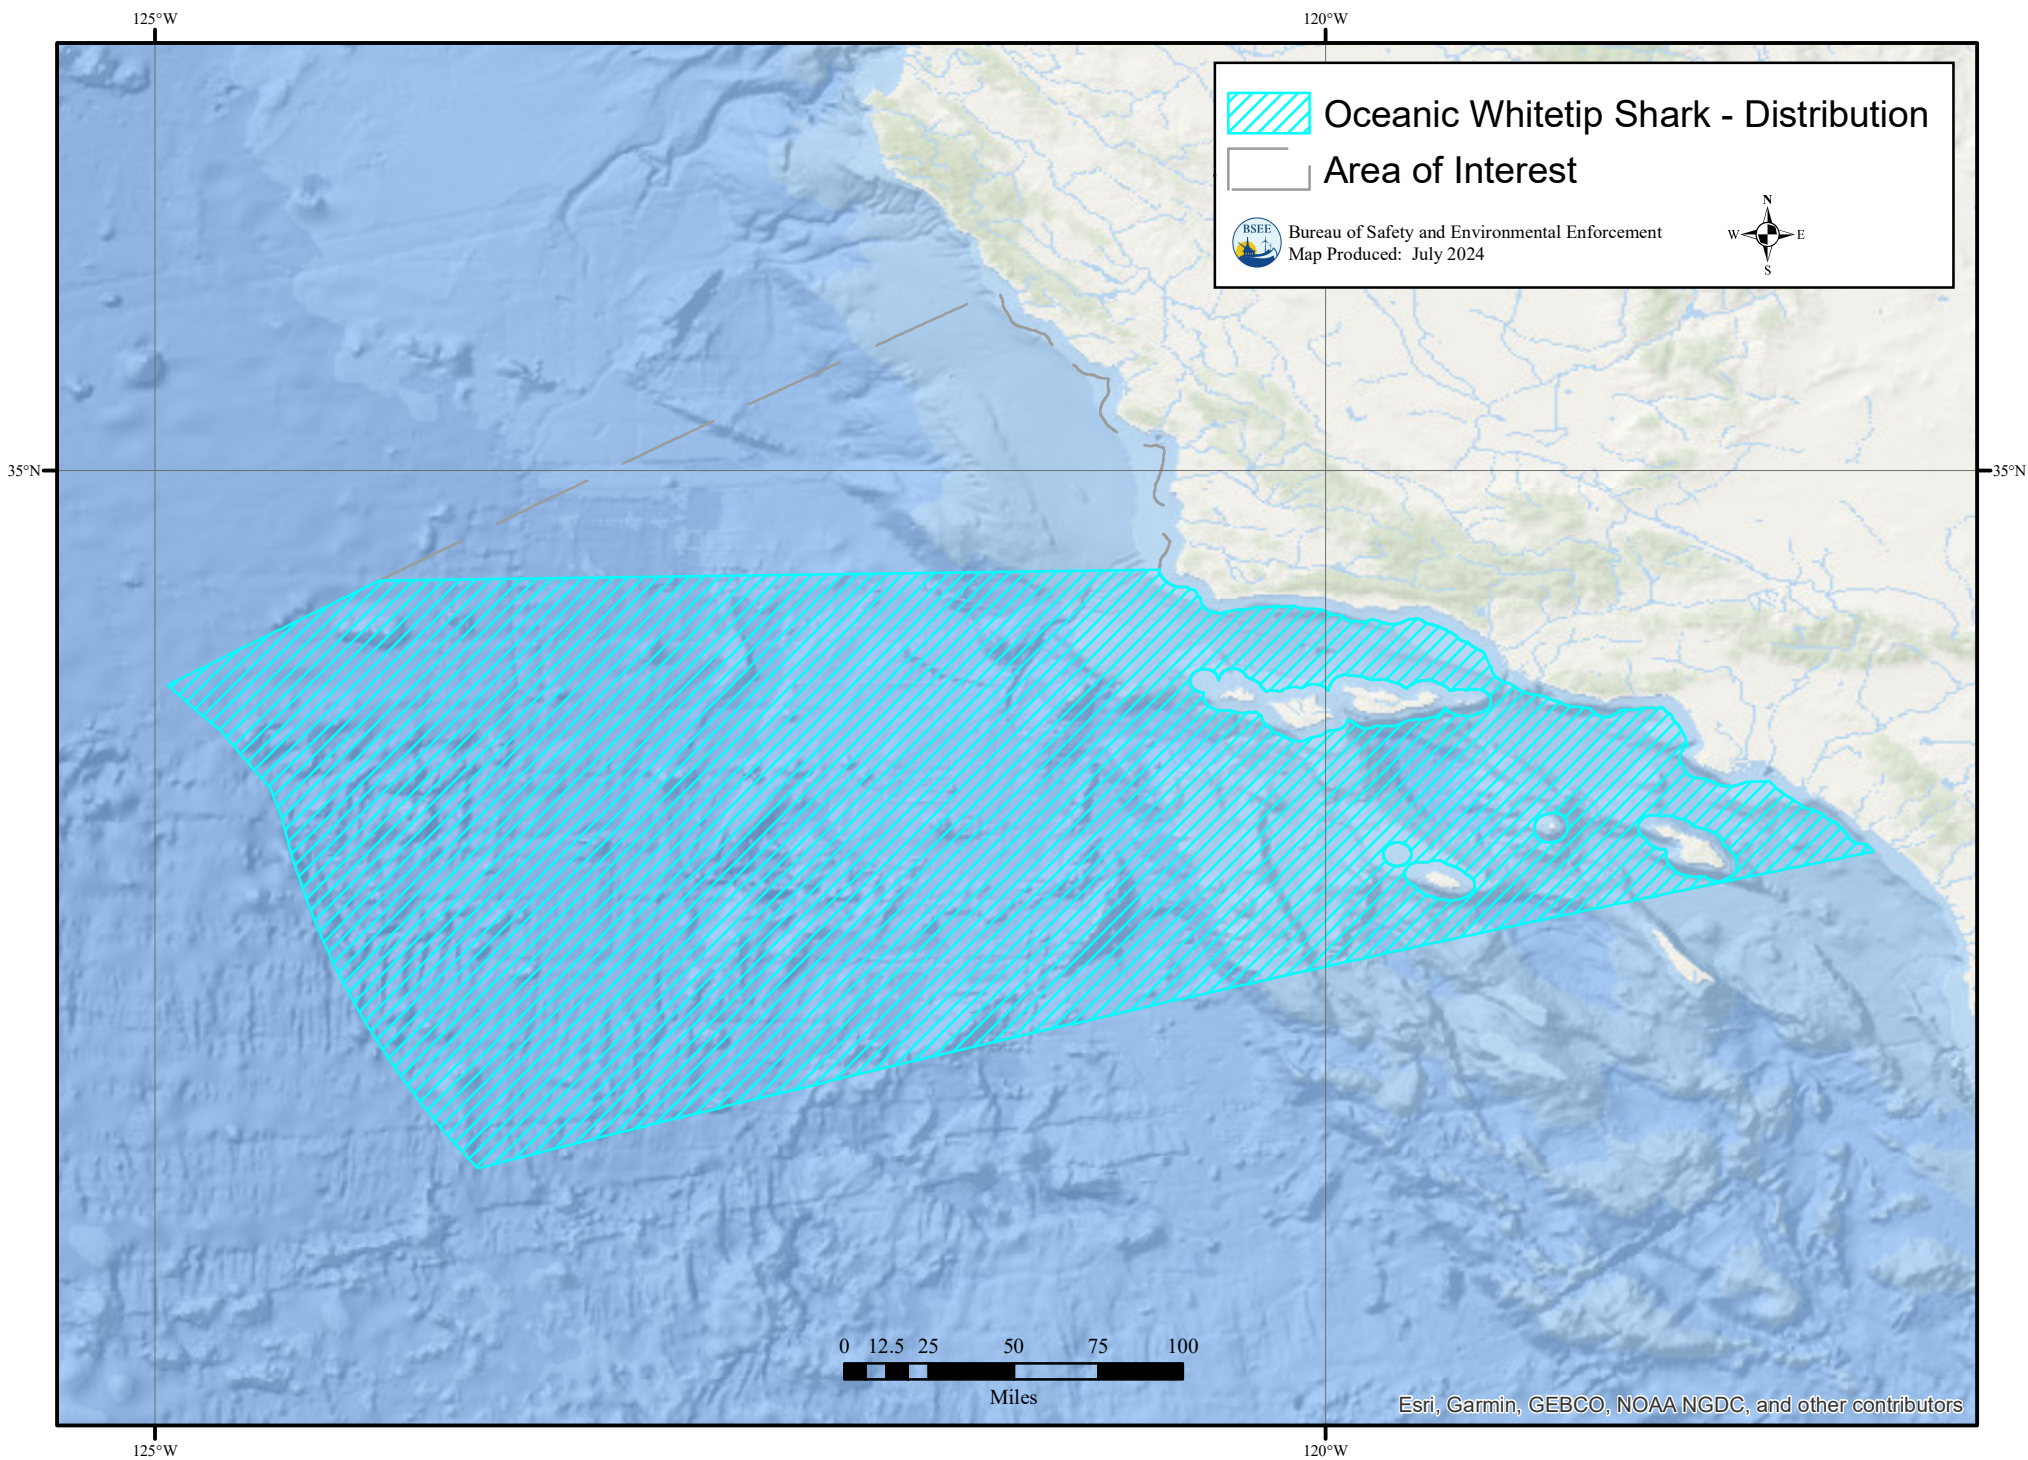 125°W
120°W
Oceanic Whitetip Shark - Distribution
Area of Interest
BSEE
Bureau of Safety and Environmental Enforcement
Map Produced: July 2024
N
W
E
S
35°N
35°N
0 12.5 25 50 75 100
Miles
Esri, Garmin, GEBCO, NOAA NGDC, and other contributors
125°W
120°W